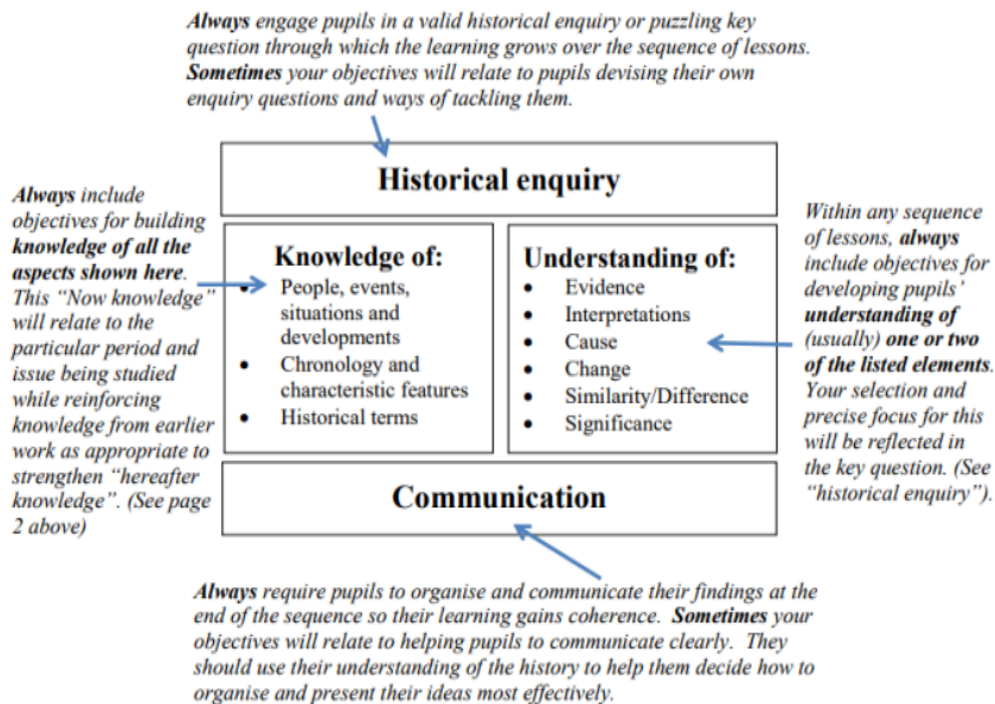 Always engage pupils in a valid historical enquiry or puzzling key
question through which the learning grows over the sequence of lessons.
Sometimes your objectives will relate to pupils devising their own
enquiry questions and ways of tackling them.
Historical enquiry
Always include
objectives for building
knowledge of all the
aspects shown here.
This “Now knowledge”
will relate to the
particular period and
issue being studied
while reinforcing
knowledge from earlier
work as appropriate to
strengthen “hereafter
knowledge”. (See page
2 above)
Knowledge of:
• People, events,
situations and
developments
• Chronology and
characteristic features
• Historical terms
Understanding of:
• Evidence
• Interpretations
• Cause
• Change
• Similarity/Difference
• Significance
Within any sequence
of lessons, always
include objectives for
developing pupils’
understanding of
(usually) one or two
of the listed elements.
Your selection and
precise focus for this
will be reflected in
the key question. (See
“historical enquiry”).
Communication
Always require pupils to organise and communicate their findings at the
end of the sequence so their learning gains coherence. Sometimes your
objectives will relate to helping pupils to communicate clearly. They
should use their understanding of the history to help them decide how to
organise and present their ideas most effectively.